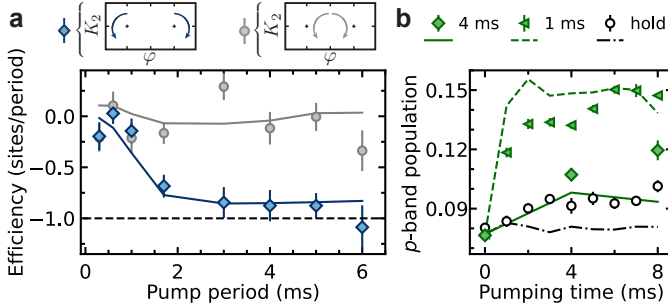 a
K2
φ
K2
φ
b
4 ms
1 ms
hold
Efficiency (sites/period)
0.0
−0.5
−1.0
0
2
4
6
Pump period (ms)
p-band population
0.15
0.12
0.09
0
4
8
Pumping time (ms)